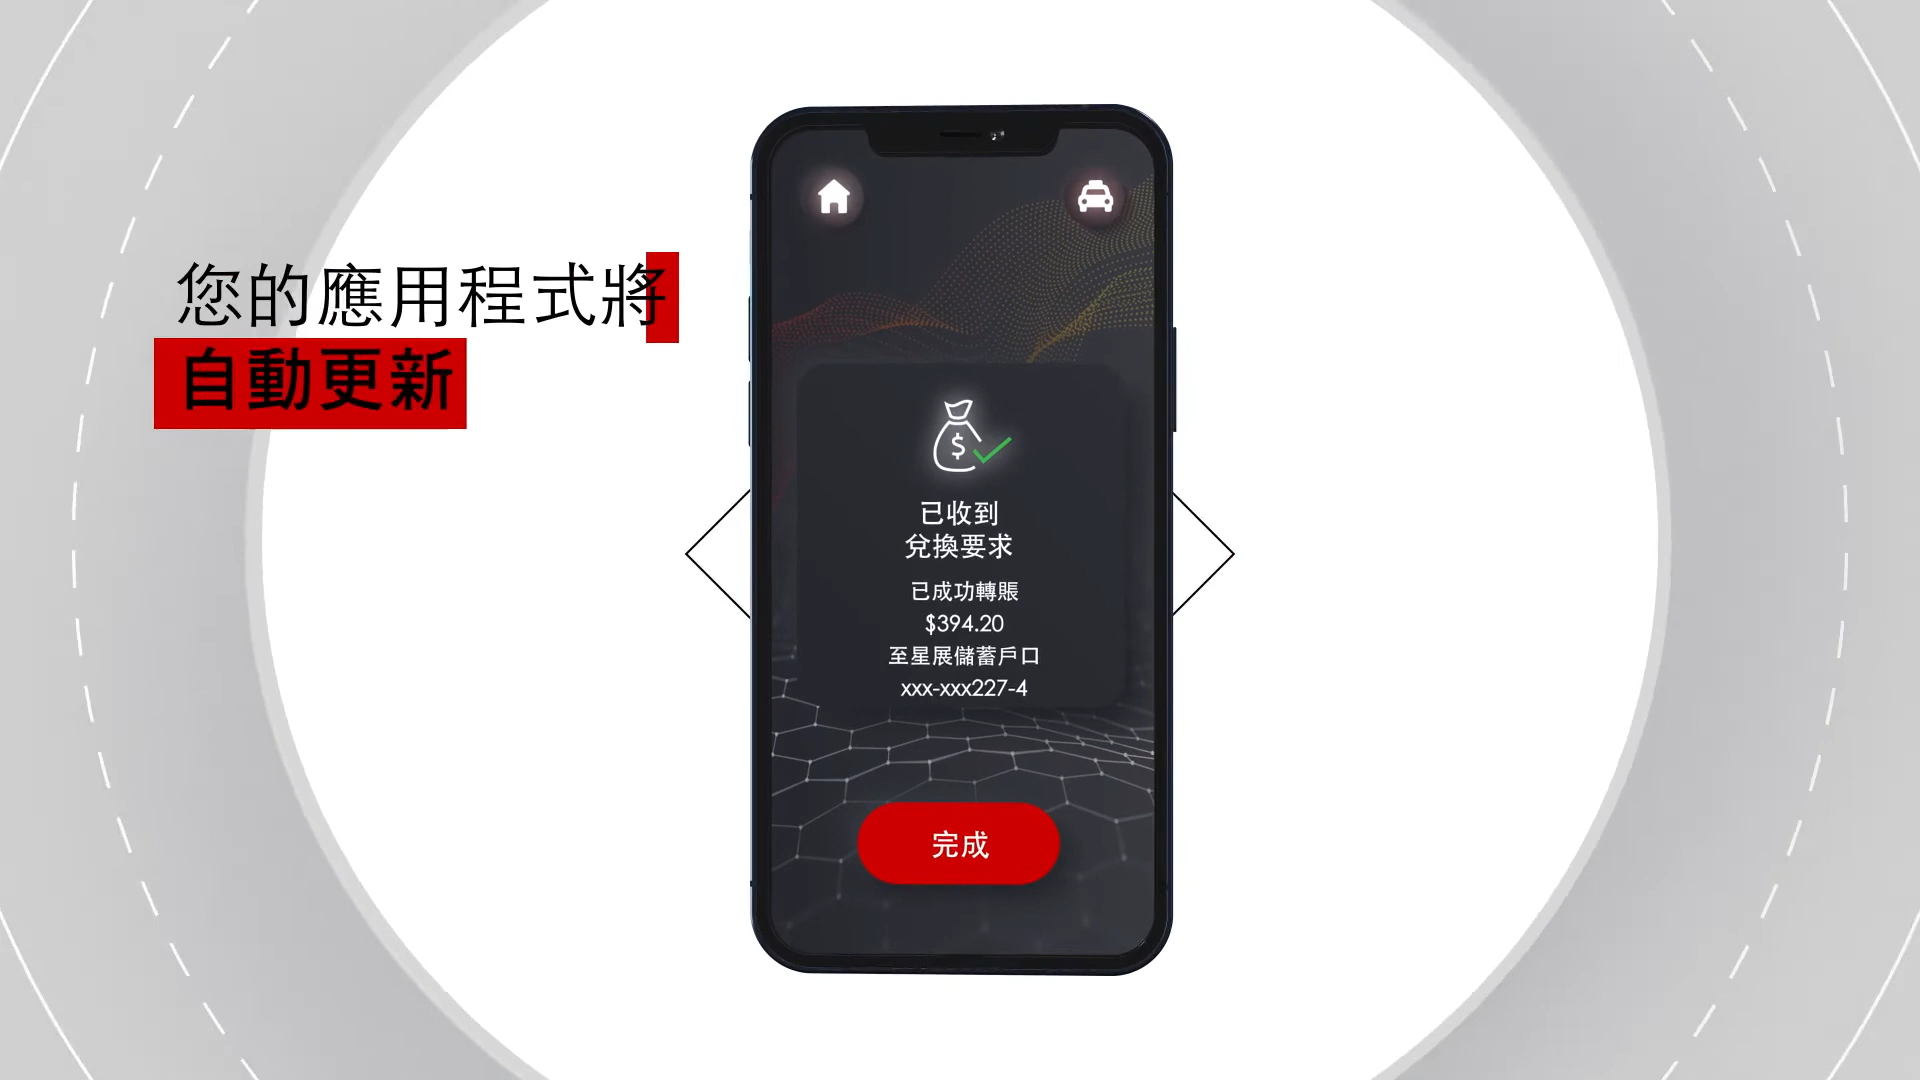 您的應用程式將
自動更新
已收到
兌換要求
已成功轉賬
$394.20
至星展儲蓄戶口
xxx-xxx227-4
完成